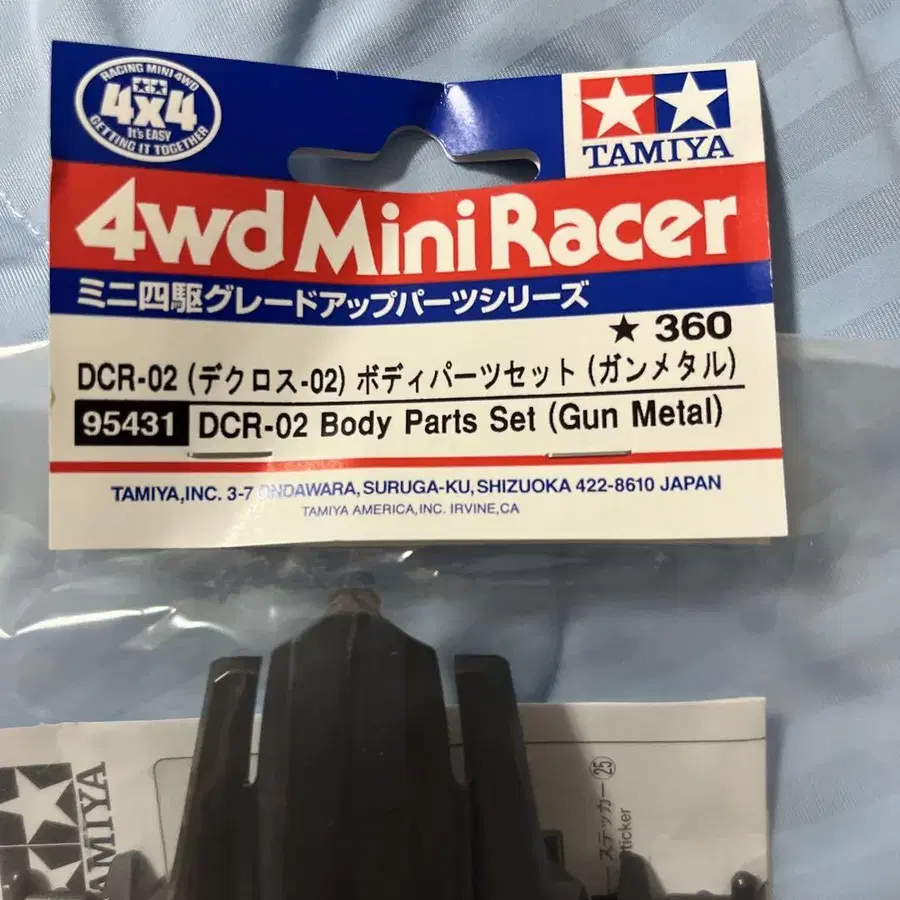 RACING MINI 4WD
4x4
It's EASY
GETTING IT TOGETHER
TAMIYA
4wd Mini Racer
ミニ四駆グレードアップパーツシリーズ
★ 360
DCR-02 (デクロス-02) ボディパーツセット (ガンメタル)
95431 DCR-02 Body Parts Set (Gun Metal)
TAMIYA,INC. 3-7 ONDAWARA, SURUGA-KU, SHIZUOKA 422-8610 JAPAN
TAMIYA AMERICA, INC. IRVINE,CA
TAMIYA
ステッカー㉕